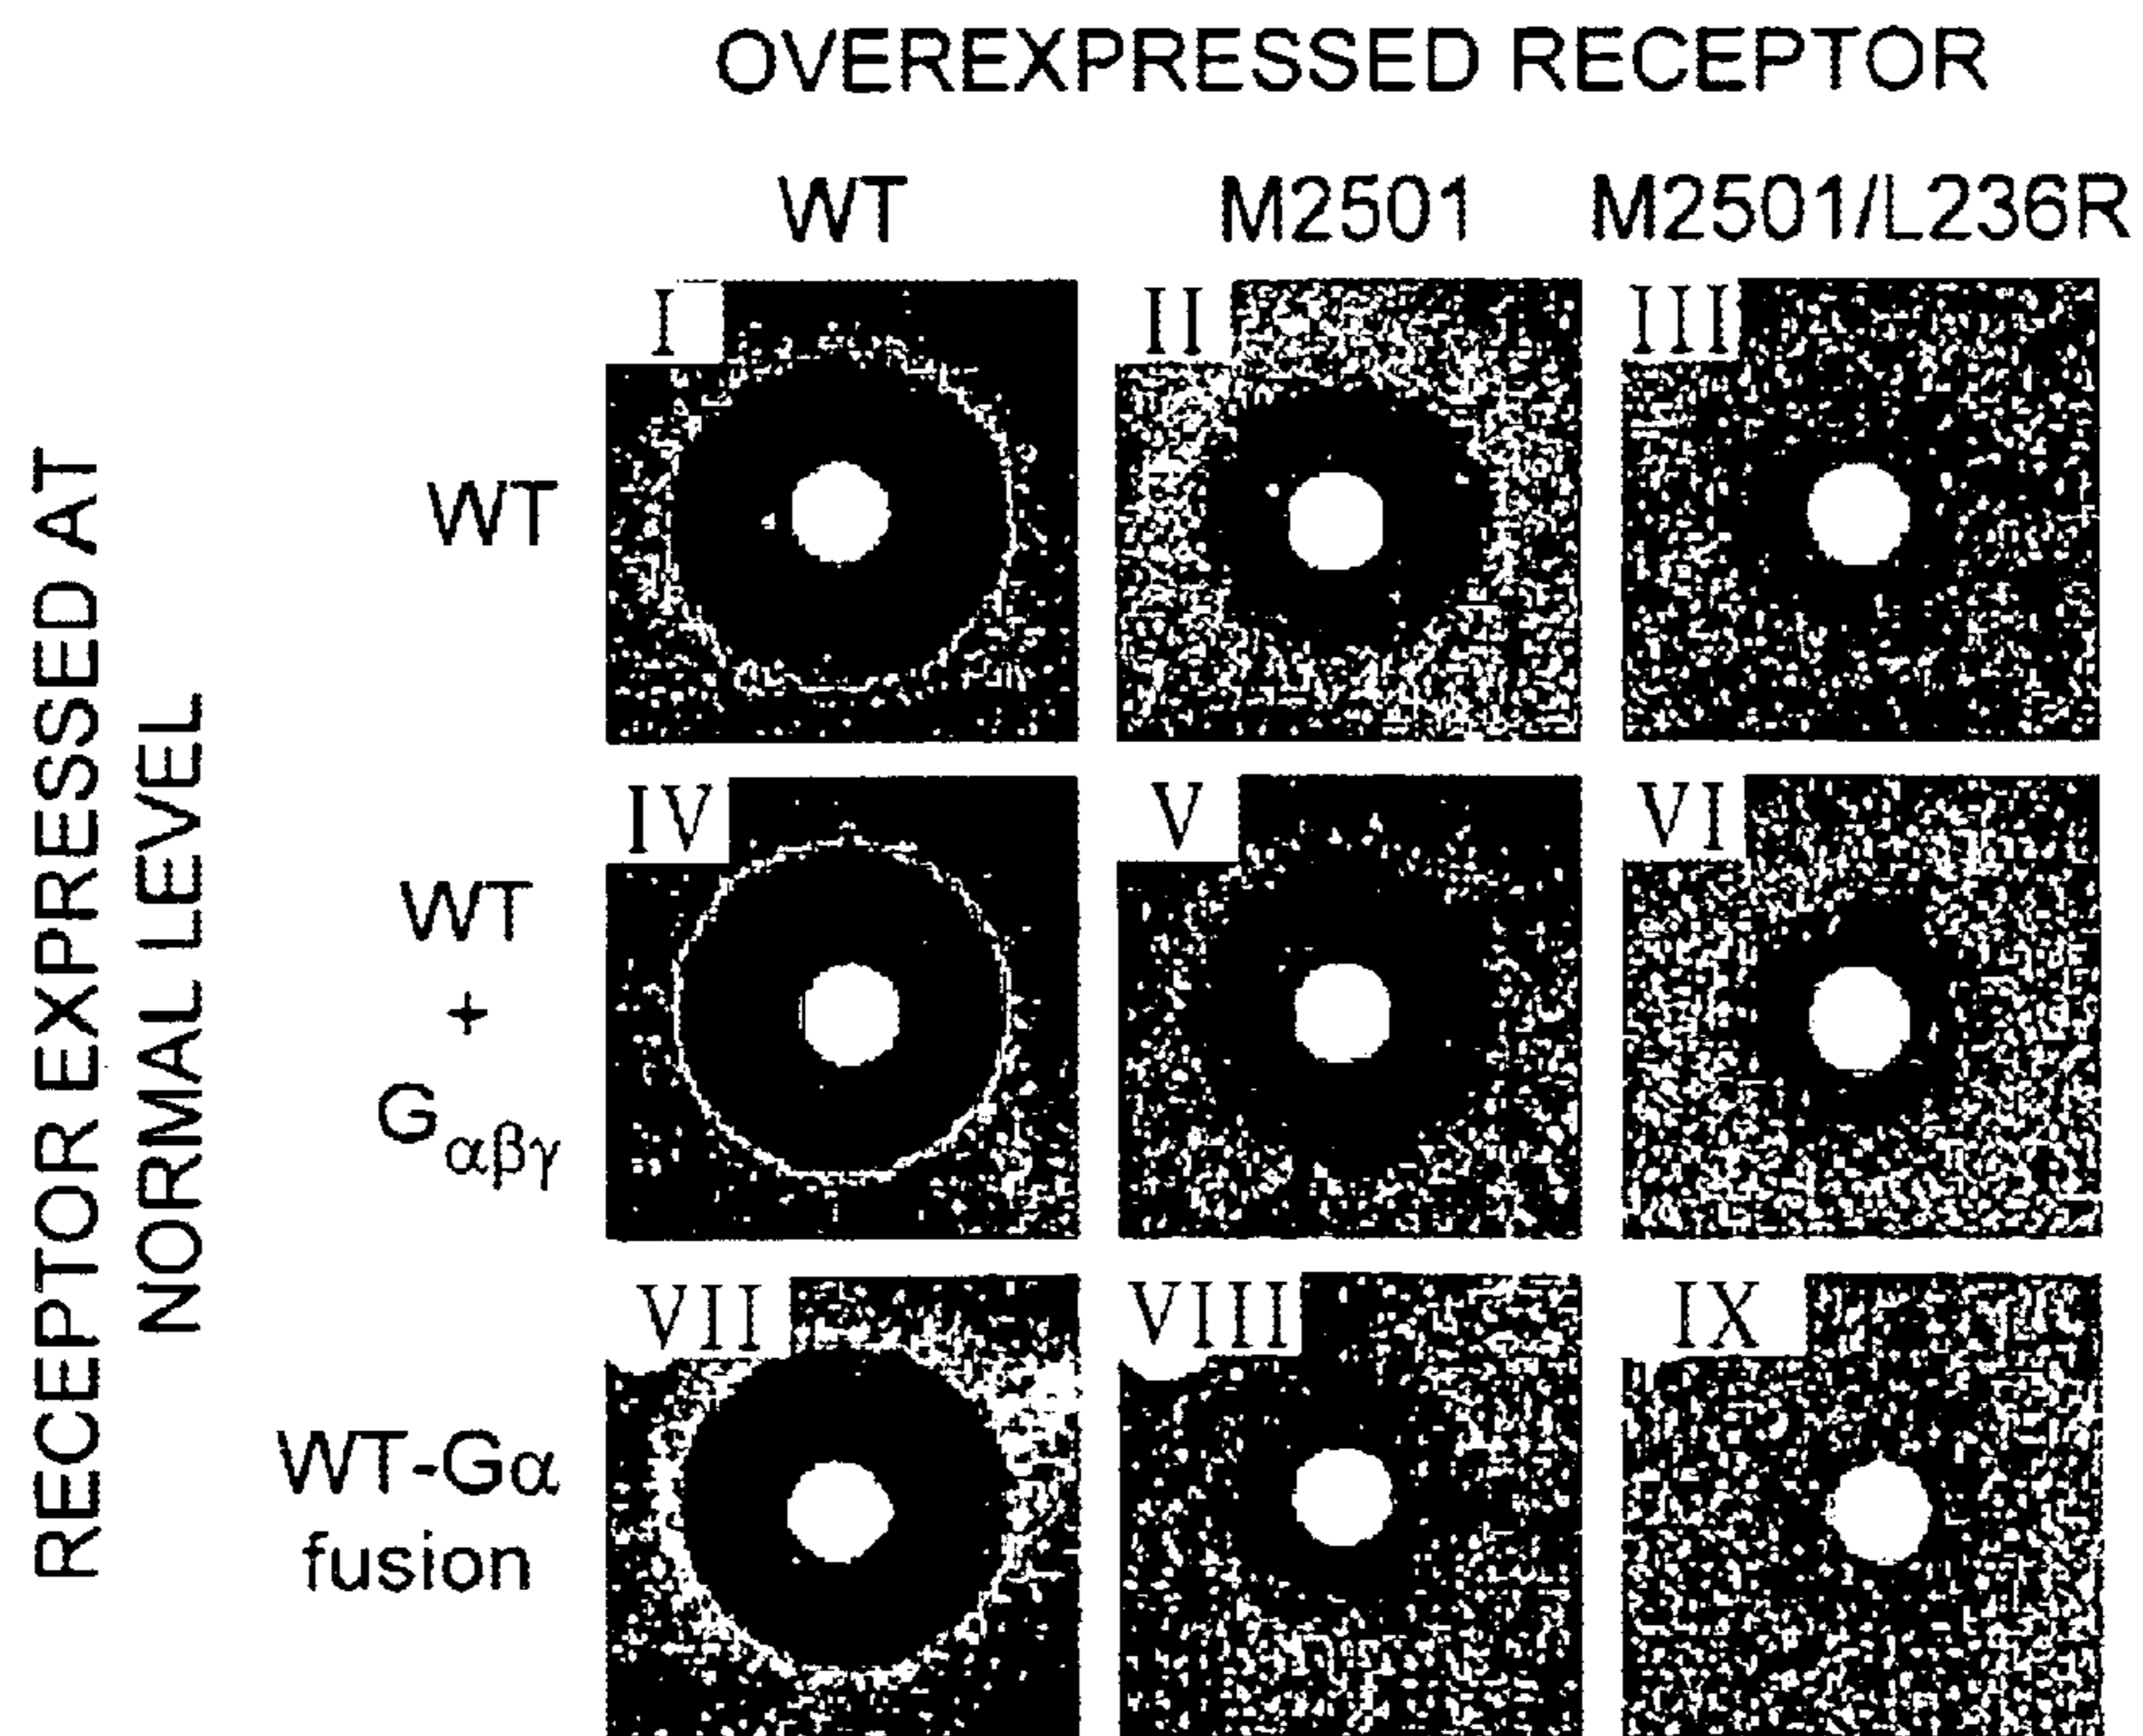 OVEREXPRESSED RECEPTOR
WT M2501 M2501/L236R
RECEPTOR EXPRESSED AT
NORMAL LEVEL
WT
I II III
WT
+
Gαβγ
IV V VI
WT-Gα
fusion
VII VIII IX